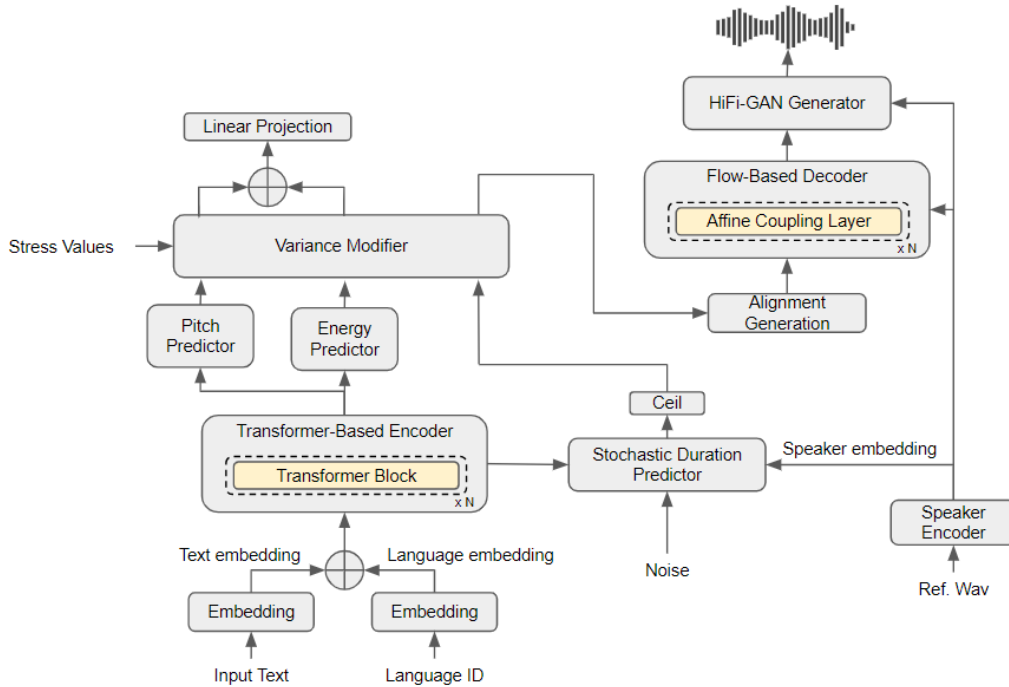 HiFi-GAN Generator
Linear Projection
Flow-Based Decoder
Affine Coupling Layer
x N
Stress Values
Variance Modifier
Alignment
Generation
Pitch
Predictor
Energy
Predictor
Ceil
Transformer-Based Encoder
Transformer Block
x N
Stochastic Duration
Predictor
Speaker embedding
Speaker
Encoder
Text embedding
Language embedding
Noise
Ref. Wav
Embedding
Embedding
Input Text
Language ID